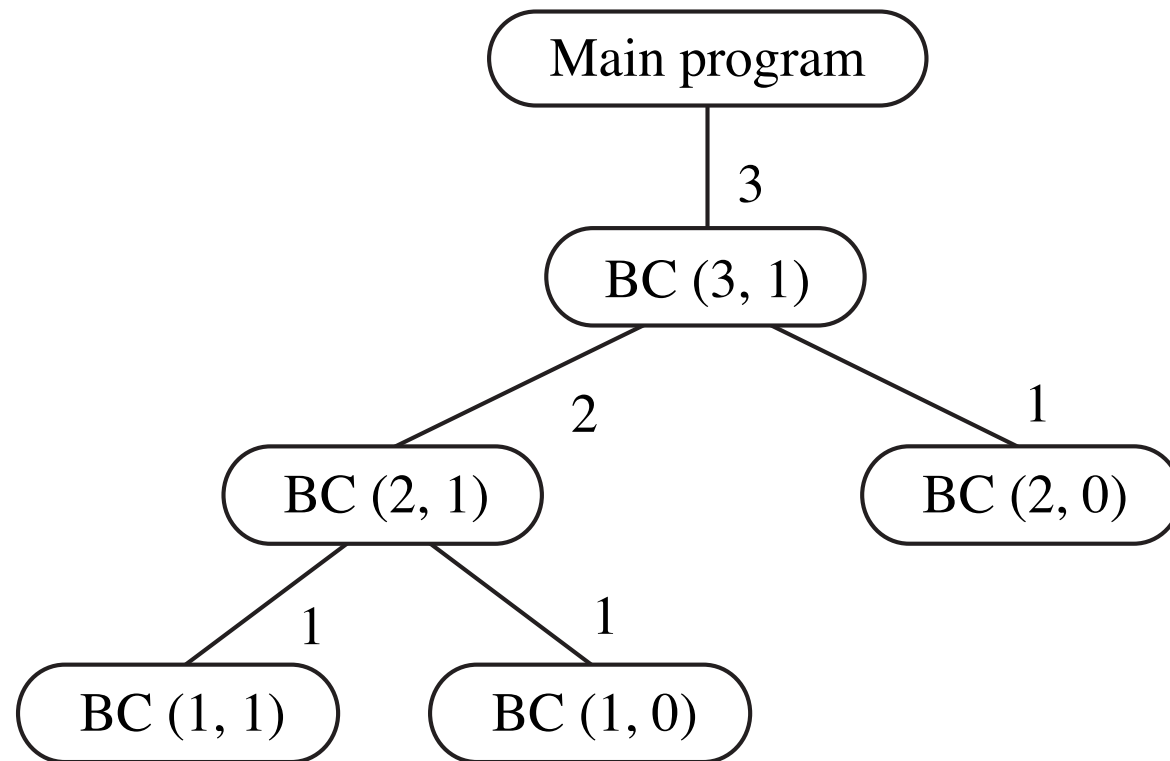 Main program
3
BC (3, 1)
2
1
BC (2, 1)
BC (2, 0)
1
1
BC (1, 1)
BC (1, 0)